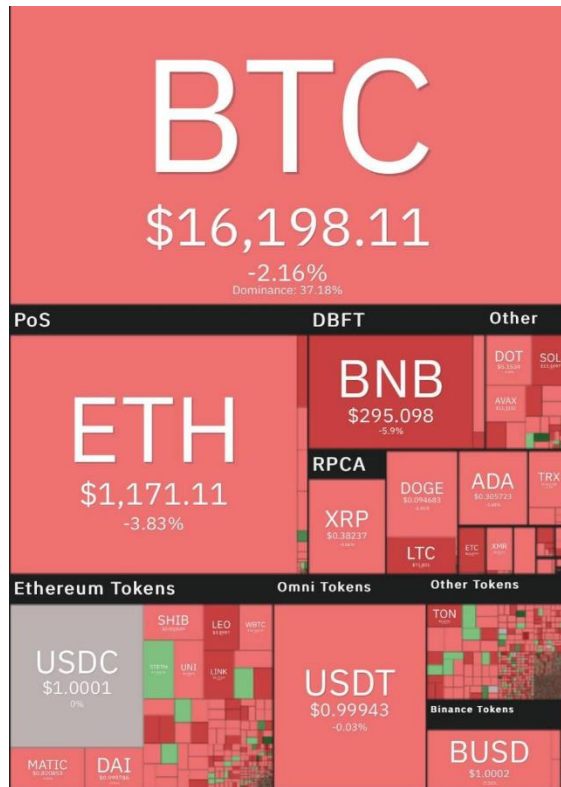 BTC
$16,198.11
-2.16%
Dominance: 37.18%
PoS
ETH
$1,171.11
-3.83%
DBFT
BNB
$295.098
-5.9%
Other
DOT
SOL
AVAX
RPCA
XRP
$0.38237
DOGE
$0.094683
LTC
ADA
$0.305723
TRX
ETC
XMR
Ethereum Tokens
USDC
$1.0001
0%
SHIB
LEO
WBTC
STETH
UNI
LINK
MATIC
DAI
Omni Tokens
USDT
$0.99943
-0.03%
Other Tokens
TON
Binance Tokens
BUSD
$1.0002